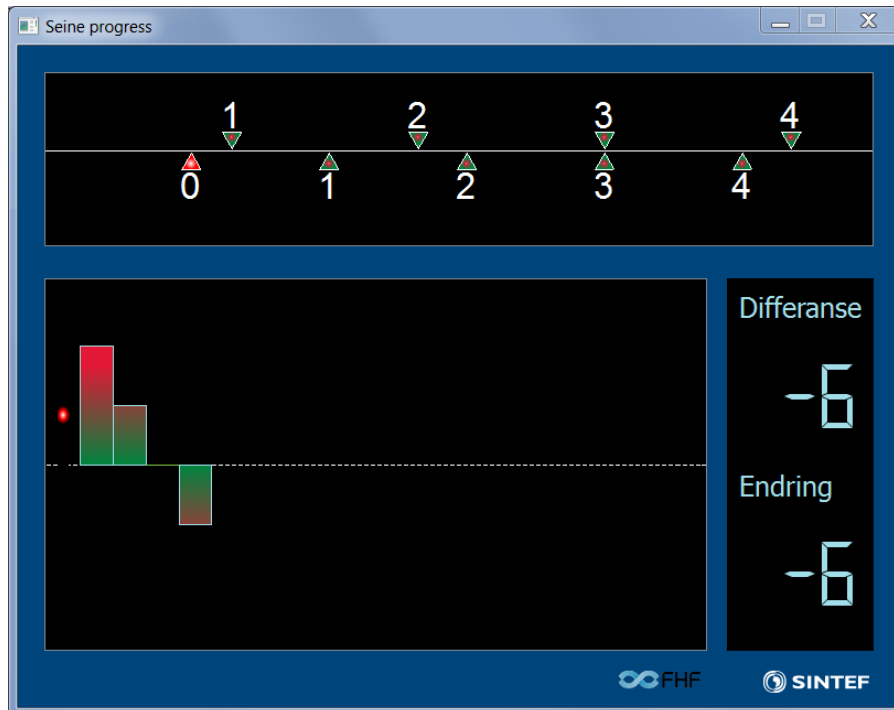 Seine progress
1 2 3 4
0 1 2 3 4
Differanse
-6
Endring
-6
FHF SINTEF